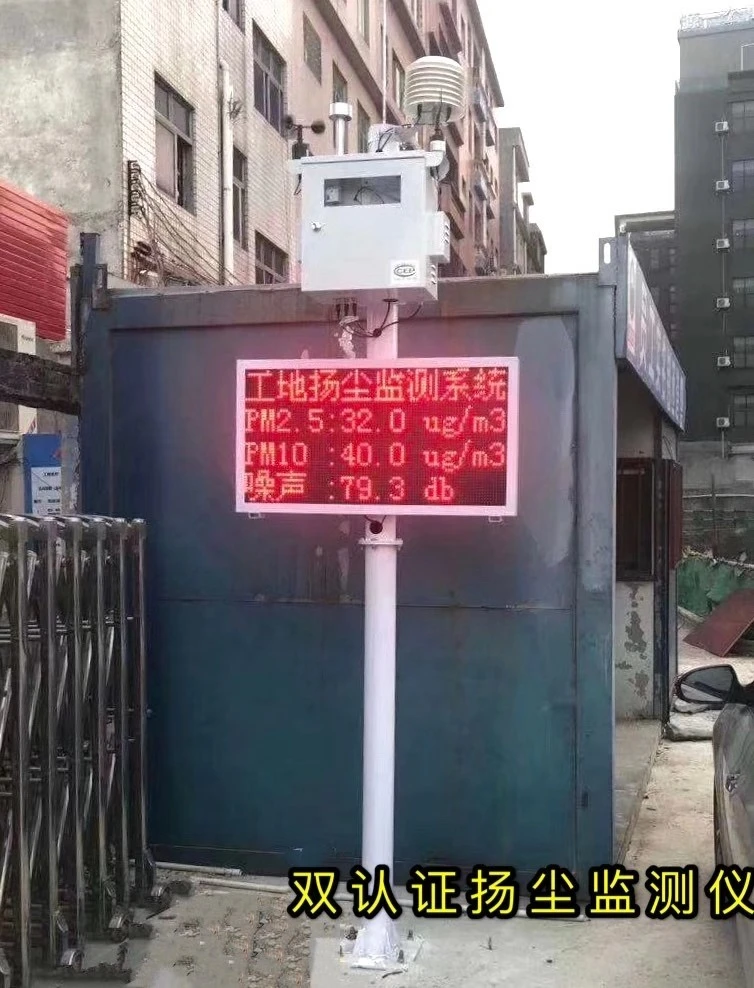 CEP
工地扬尘监测系统
PM2.5:32.0 ug/m3
PM10 :40.0 ug/m3
噪声 :79.3 db
双认证扬尘监测仪